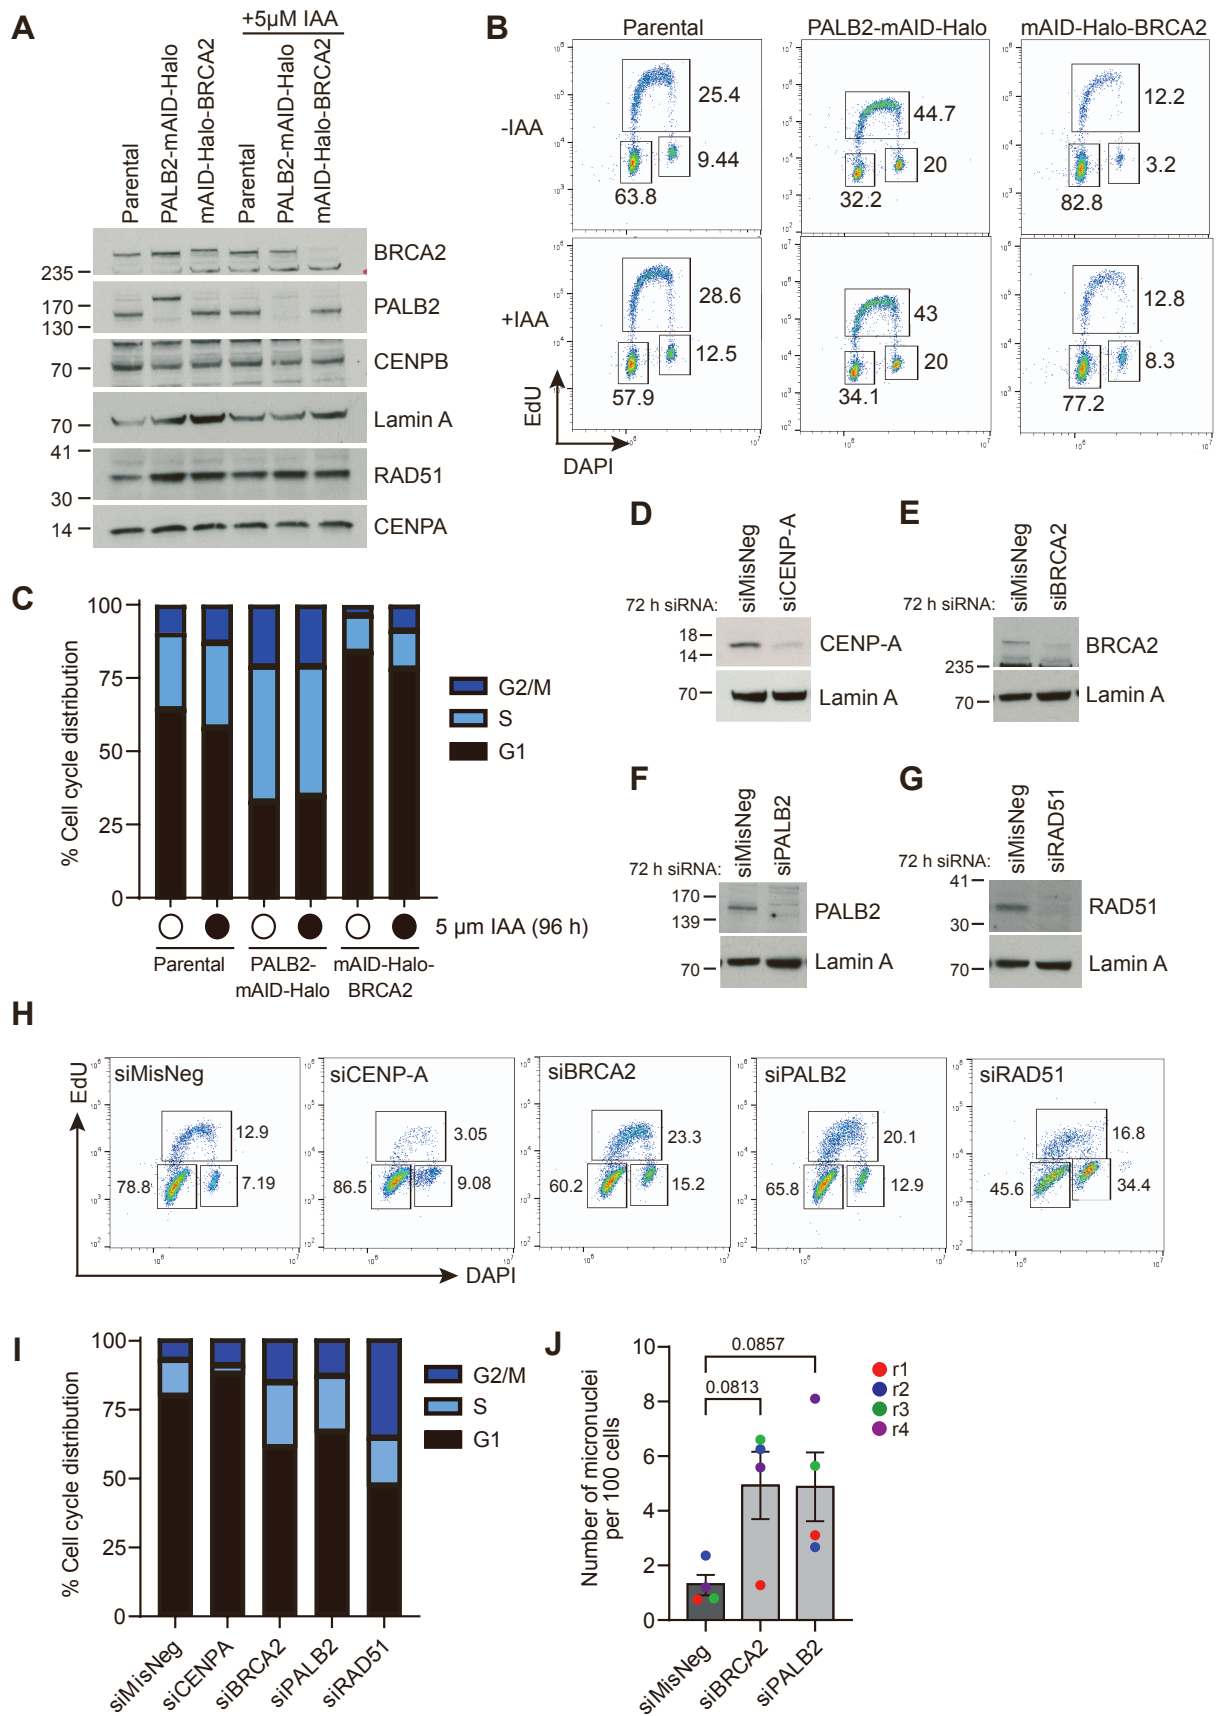 A
+5µM IAA
Parental
PALB2-mAID-Halo
mAID-Halo-BRCA2
Parental
PALB2-mAID-Halo
mAID-Halo-BRCA2
235
BRCA2
170
130
PALB2
70
CENPB
70
Lamin A
41
30
RAD51
14
CENPA
B
Parental
PALB2-mAID-Halo
mAID-Halo-BRCA2
-IAA
25.4
9.44
63.8
44.7
20
32.2
12.2
3.2
82.8
+IAA
28.6
12.5
57.9
43
20
34.1
12.8
8.3
77.2
EdU
DAPI
C
% Cell cycle distribution
100
75
50
25
0
G2/M
S
G1
5 µm IAA (96 h)
Parental
PALB2-
mAID-Halo
mAID-Halo-
BRCA2
D
siMisNeg
siCENP-A
72 h siRNA:
18
14
CENP-A
70
Lamin A
E
siMisNeg
siBRCA2
72 h siRNA:
235
BRCA2
70
Lamin A
F
siMisNeg
siPALB2
72 h siRNA:
170
139
PALB2
70
Lamin A
G
siMisNeg
siRAD51
72 h siRNA:
41
30
RAD51
70
Lamin A
H
EdU
siMisNeg
12.9
78.8
7.19
siCENP-A
3.05
86.5
9.08
siBRCA2
23.3
60.2
15.2
siPALB2
20.1
65.8
12.9
siRAD51
16.8
45.6
34.4
DAPI
I
% Cell cycle distribution
100
75
50
25
0
G2/M
S
G1
siMisNeg
siCENPA
siBRCA2
siPALB2
siRAD51
J
Number of micronuclei
per 100 cells
10
8
6
4
2
0
0.0857
0.0813
r1
r2
r3
r4
siMisNeg
siBRCA2
siPALB2